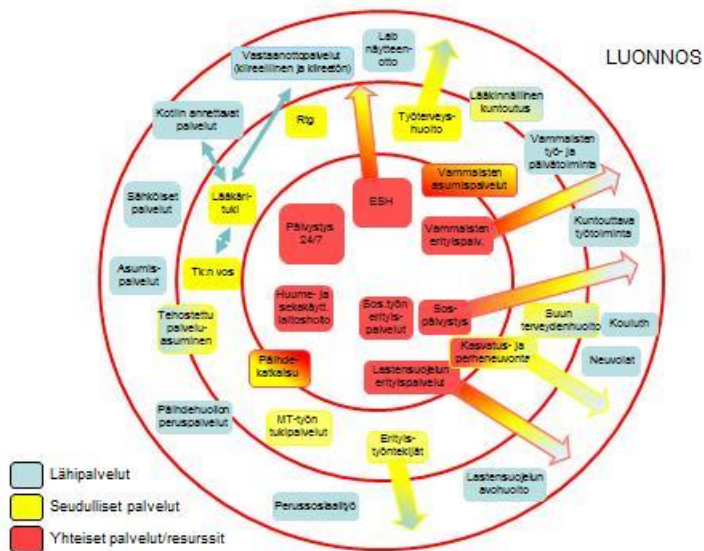 LUONNOS
Lab
näytteen-
otto
Vastaanottopalvelut
(kiireellinen ja kiireetön)
Lääkinnällinen
kuntoutus
Kotiin annettavat
palvelut
Rtg
Työterveys-
huolto
Vammaisten
työ- ja
päivätoiminta
Vammaisten
asumispalvelut
Sähköiset
palvelut
Lääkäri-
tuki
ESH
Päivystys
24/7
Vammaisten
erityispalv.
Kuntouttava
työtoiminta
Asumis-
palvelut
Tk:n vos
Huume- ja
sekakäytt.
laitoshoito
Sos.työn
erityis-
palvelut
Sos-
päivystys
Tehostettu
palvelu-
asuminen
Suun
terveydenhuolto
Kouluth
Kasvatus- ja
perheneuvonta
Neuvolat
Päihde-
katkaisu
Lastensuojelun
erityispalvelut
Päihdehuollon
peruspalvelut
MT-työn
tukipalvelut
Erityis-
työntekijät
Lastensuojelun
avohuolto
Perussosiaalityö
Lähipalvelut
Seudulliset palvelut
Yhteiset palvelut/resurssit